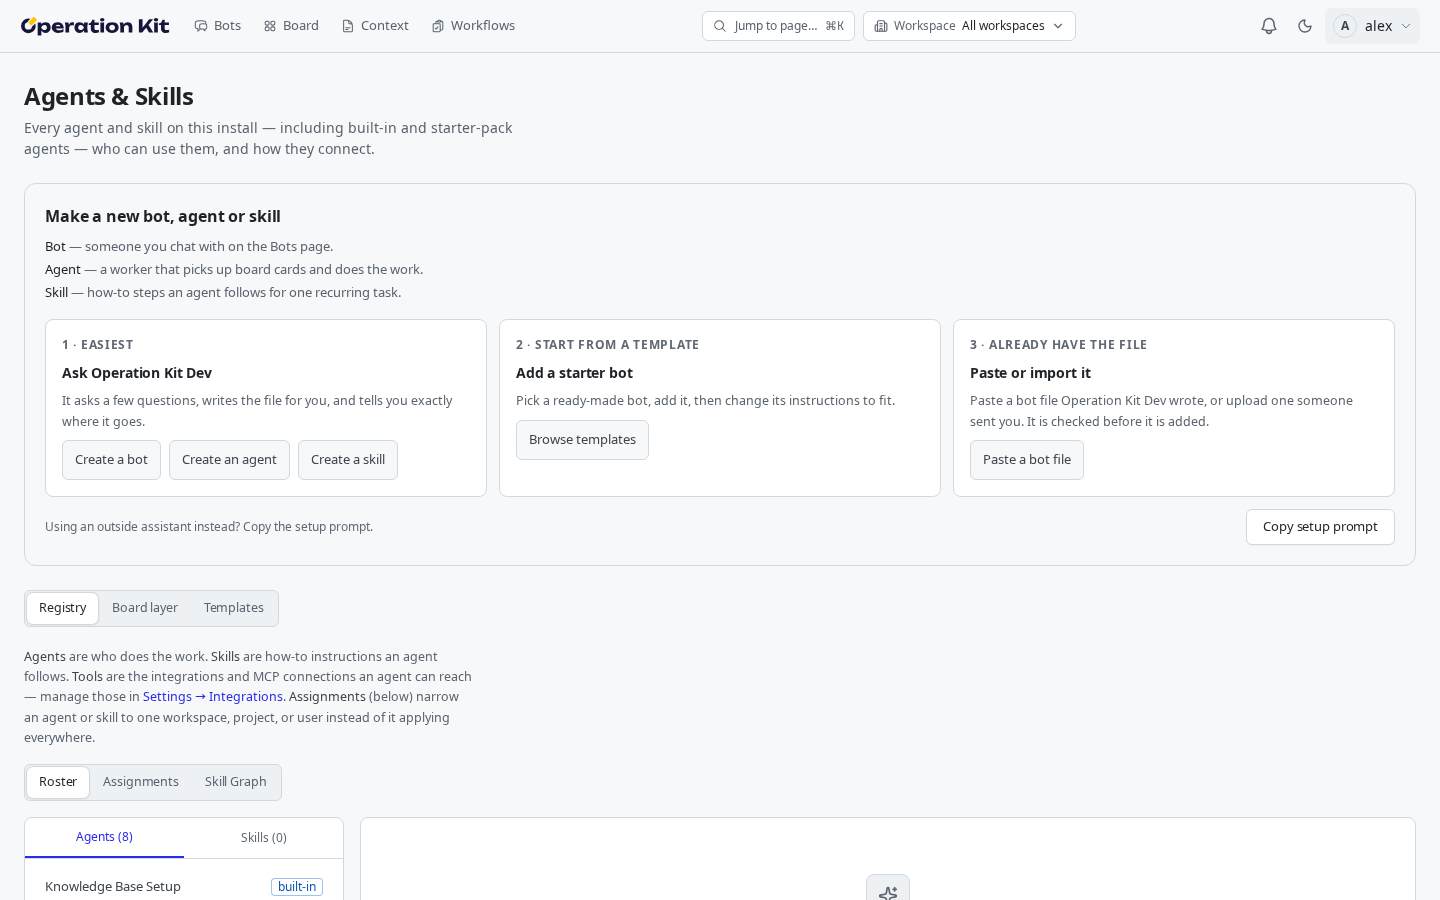 Operation Kit
Bots
Board
Context
Workflows
Jump to page... ⌘K
Workspace All workspaces
A alex
Agents & Skills
Every agent and skill on this install — including built-in and starter-pack
agents — who can use them, and how they connect.
Make a new bot, agent or skill
Bot — someone you chat with on the Bots page.
Agent — a worker that picks up board cards and does the work.
Skill — how-to steps an agent follows for one recurring task.
1 · EASIEST
Ask Operation Kit Dev
It asks a few questions, writes the file for you, and tells you exactly
where it goes.
Create a bot
Create an agent
Create a skill
2 · START FROM A TEMPLATE
Add a starter bot
Pick a ready-made bot, add it, then change its instructions to fit.
Browse templates
3 · ALREADY HAVE THE FILE
Paste or import it
Paste a bot file Operation Kit Dev wrote, or upload one someone
sent you. It is checked before it is added.
Paste a bot file
Using an outside assistant instead? Copy the setup prompt.
Copy setup prompt
Registry
Board layer
Templates
Agents are who does the work. Skills are how-to instructions an agent
follows. Tools are the integrations and MCP connections an agent can reach
— manage those in Settings → Integrations. Assignments (below) narrow
an agent or skill to one workspace, project, or user instead of it applying
everywhere.
Roster
Assignments
Skill Graph
Agents (8)
Skills (0)
Knowledge Base Setup
built-in